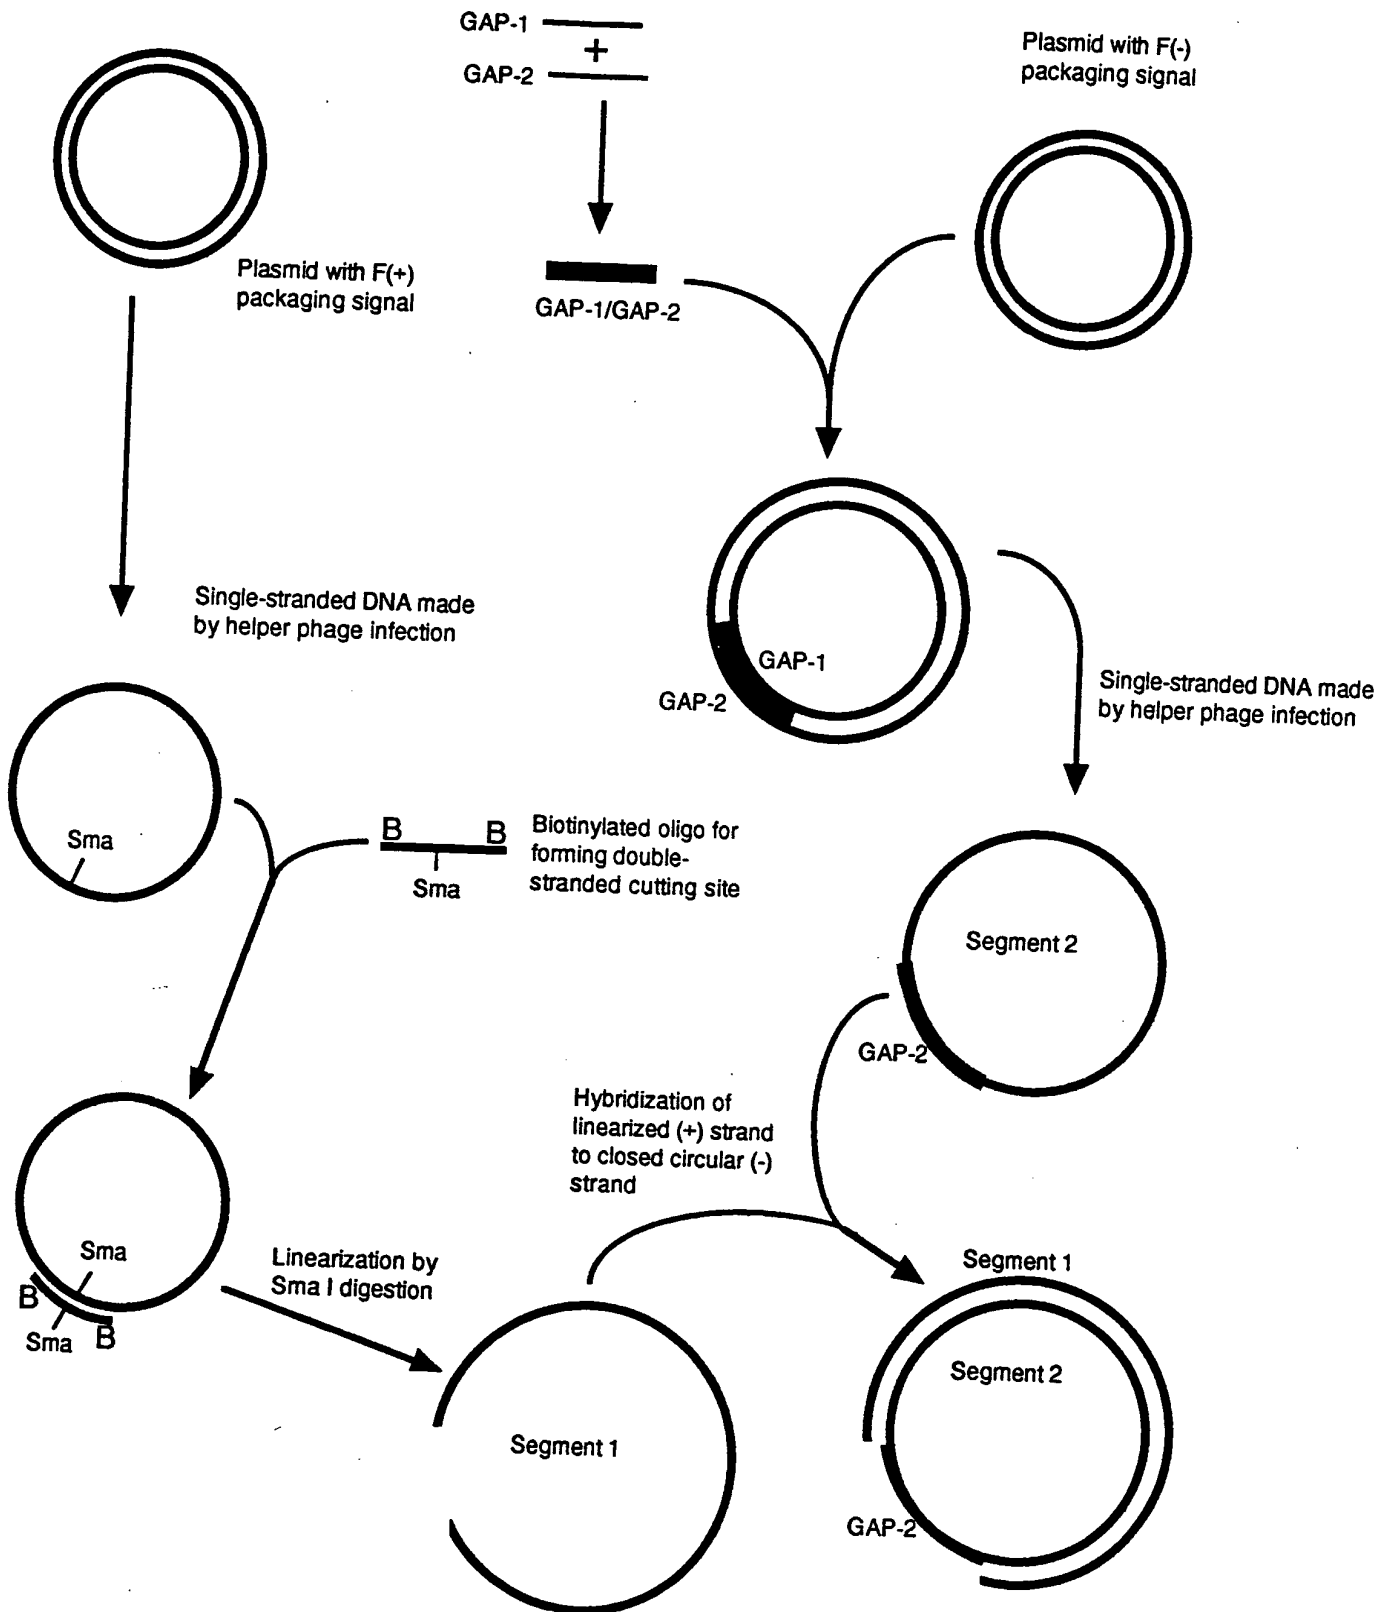 GAP-1
+
GAP-2
Plasmid with F(-)
packaging signal
Plasmid with F(+)
packaging signal
GAP-1/GAP-2
Single-stranded DNA made
by helper phage infection
GAP-1
GAP-2
Single-stranded DNA made
by helper phage infection
Sma
B B
Sma
Biotinylated oligo for
forming double-
stranded cutting site
Segment 2
GAP-2
Hybridization of
linearized (+) strand
to closed circular (-)
strand
Sma
B
Sma
B
Linearization by
Sma I digestion
Segment 1
Segment 1
Segment 2
GAP-2